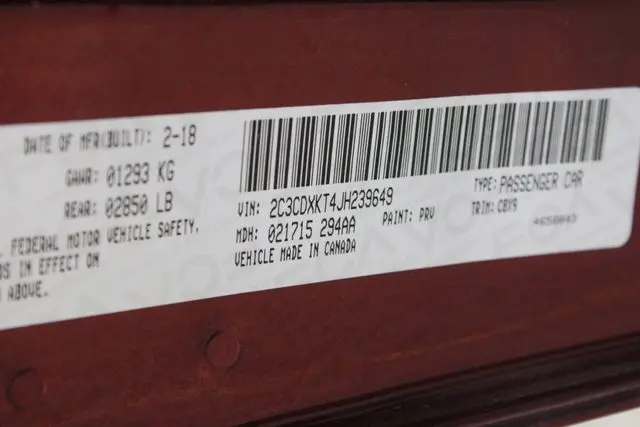 DATE OF MFR(BUILT): 2-18
GAWR: 01293 KG
REAR: 02850 LB
FEDERAL MOTOR VEHICLE SAFETY,
IN EFFECT ON
ABOVE.
VIN: 2C3CDXKT4JH239649
TYPE: PASSENGER CAR
MDH: 021715 294AA
PAINT: PRV
TRIM: CBX9
VEHICLE MADE IN CANADA
4656043